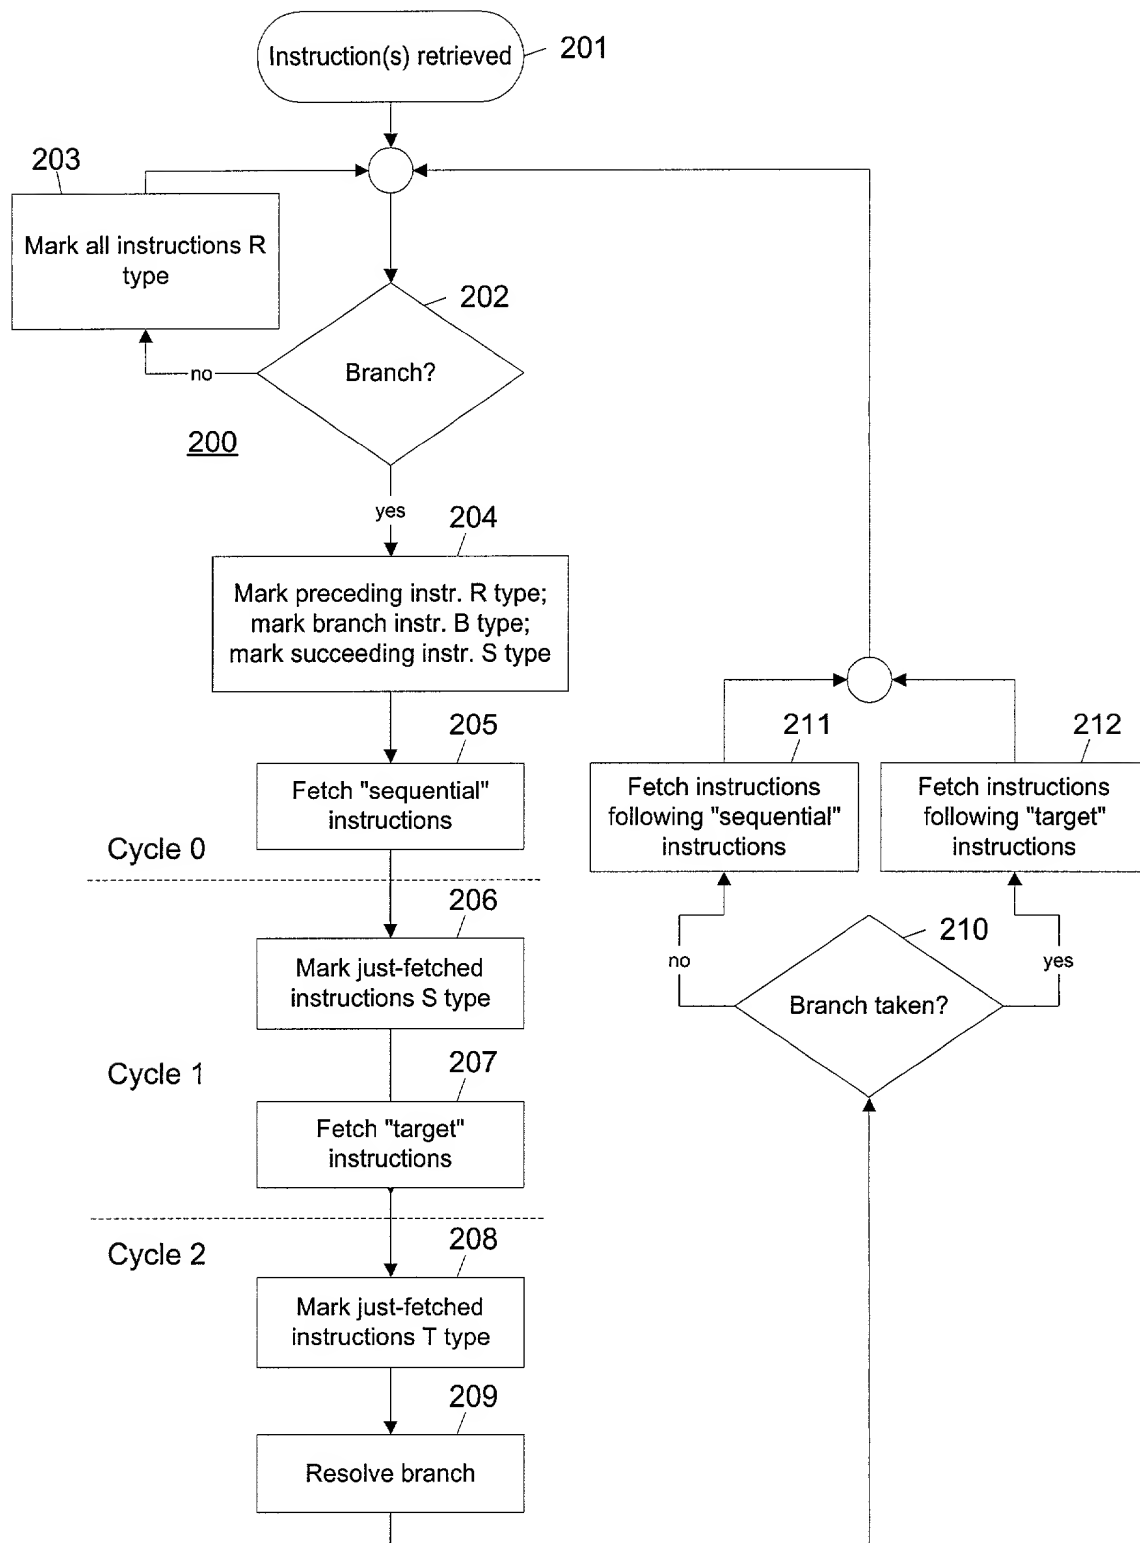 Instruction(s) retrieved
201
203
Mark all instructions R
type
202
Branch?
no
200
yes
204
Mark preceding instr. R type;
mark branch instr. B type;
mark succeeding instr. S type
205
Fetch "sequential"
instructions
Cycle 0
206
Mark just-fetched
instructions S type
Cycle 1
207
Fetch "target"
instructions
Cycle 2
208
Mark just-fetched
instructions T type
209
Resolve branch
211
Fetch instructions
following "sequential"
instructions
212
Fetch instructions
following "target"
instructions
210
no
yes
Branch taken?